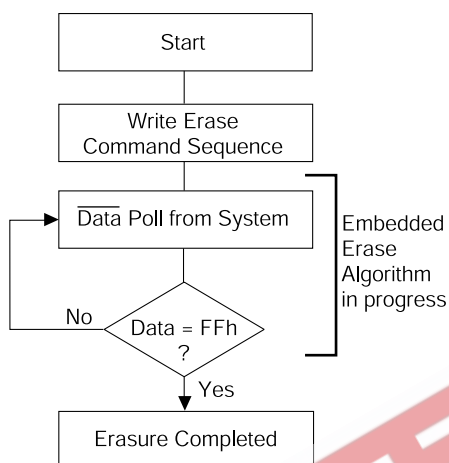 Start
Write Erase
Command Sequence
Data Poll from System
Embedded
Erase
Algorithm
in progress
No
Data = FFh
?
Yes
Erasure Completed